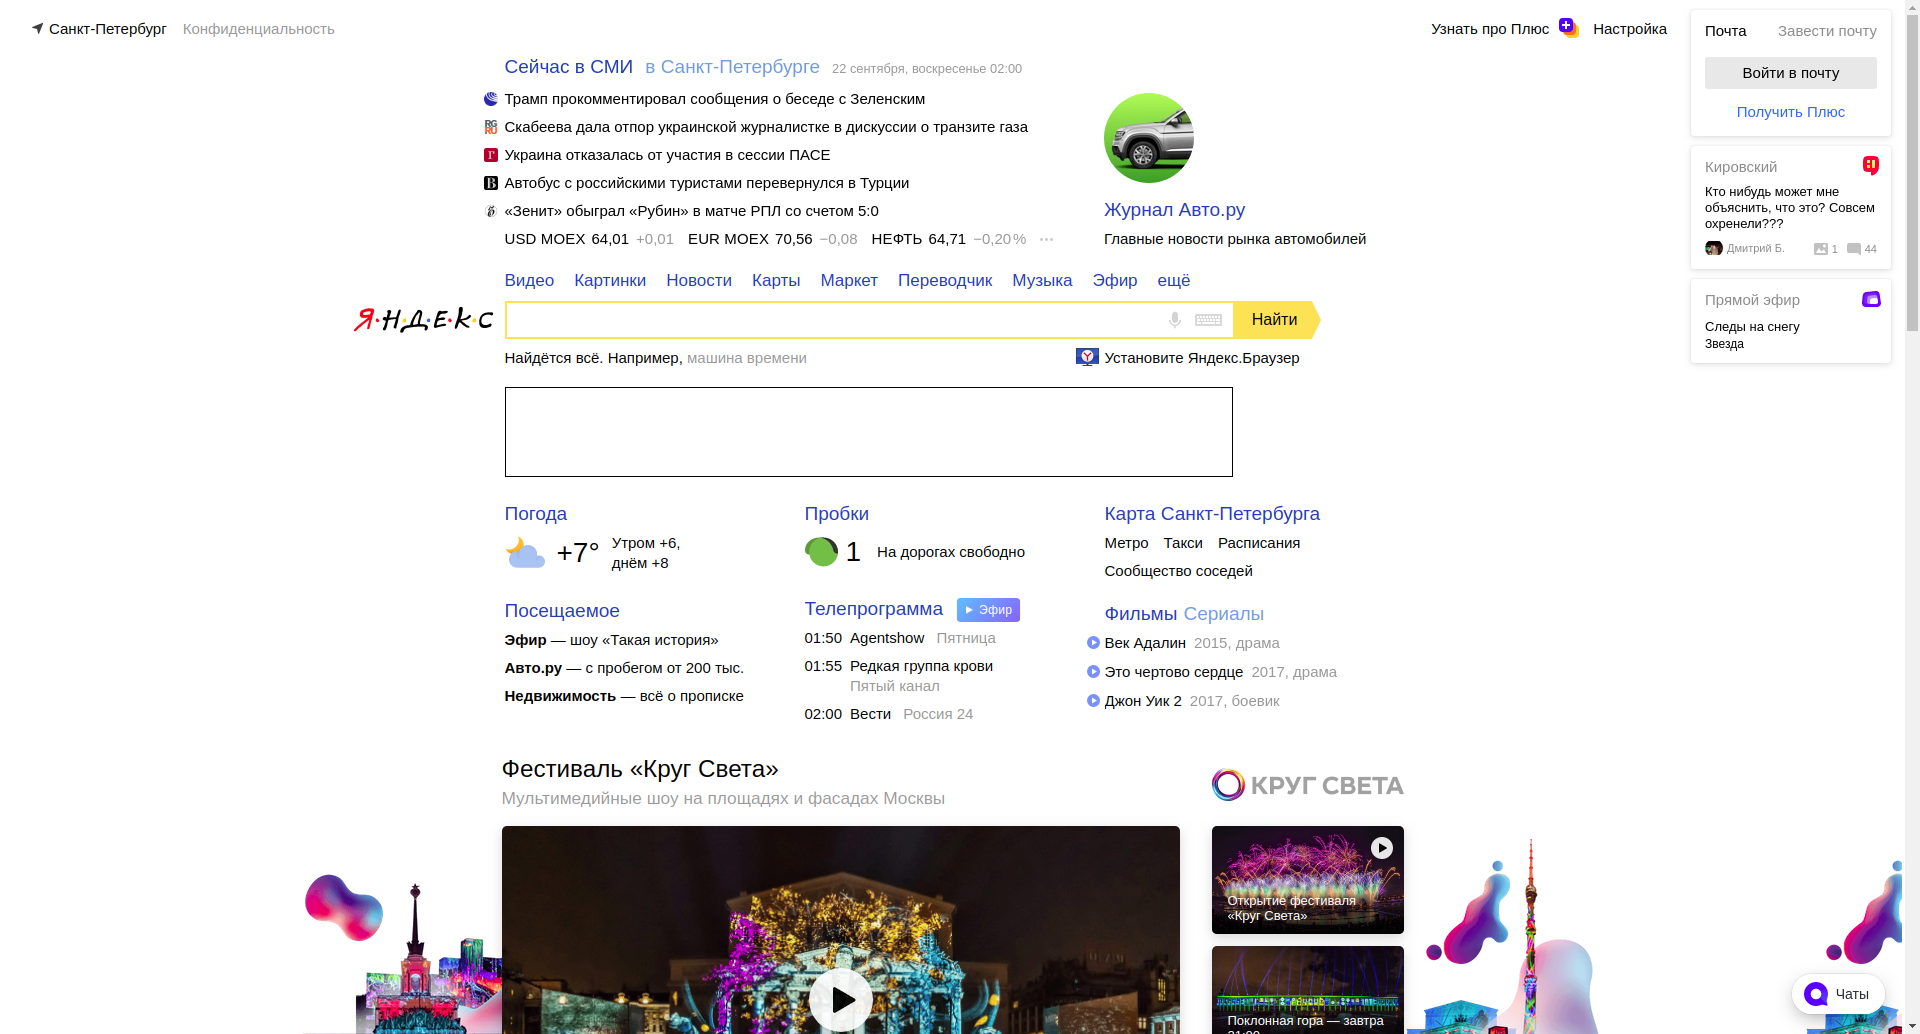 Санкт-Петербург Конфиденциальность
Узнать про Плюс Настройка
Почта Завести почту
Войти в почту
Получить Плюс
Сейчас в СМИ в Санкт-Петербурге 22 сентября, воскресенье 02:00
Трамп прокомментировал сообщения о беседе с Зеленским
RG
RU
Скабеева дала отпор украинской журналистке в дискуссии о транзите газа
Г
Украина отказалась от участия в сессии ПАСЕ
В
Автобус с российскими туристами перевернулся в Турции
«Зенит» обыграл «Рубин» в матче РПЛ со счетом 5:0
USD MOEX 64,01 +0,01 EUR MOEX 70,56 −0,08 НЕФТЬ 64,71 −0,20%
Журнал Авто.ру
Главные новости рынка автомобилей
Кировский
Кто нибудь может мне
объяснить, что это? Совсем
охренели???
Дмитрий Б. 1 44
Прямой эфир
Следы на снегу
Звезда
Видео Картинки Новости Карты Маркет Переводчик Музыка Эфир ещё
Я·Н·Д·Е·К·С
Найти
Найдётся всё. Например, машина времени
Установите Яндекс.Браузер
Погода
+7°
Утром +6,
днём +8
Пробки
1 На дорогах свободно
Карта Санкт-Петербурга
Метро Такси Расписания
Сообщество соседей
Посещаемое
Эфир — шоу «Такая история»
Авто.ру — с пробегом от 200 тыс.
Недвижимость — всё о прописке
Телепрограмма Эфир
01:50 Agentshow Пятница
01:55 Редкая группа крови
Пятый канал
02:00 Вести Россия 24
Фильмы Сериалы
Век Адалин 2015, драма
Это чертово сердце 2017, драма
Джон Уик 2 2017, боевик
Фестиваль «Круг Света»
Мультимедийные шоу на площадях и фасадах Москвы
КРУГ СВЕТА
Открытие фестиваля
«Круг Света»
Поклонная гора — завтра
21:00
Чаты